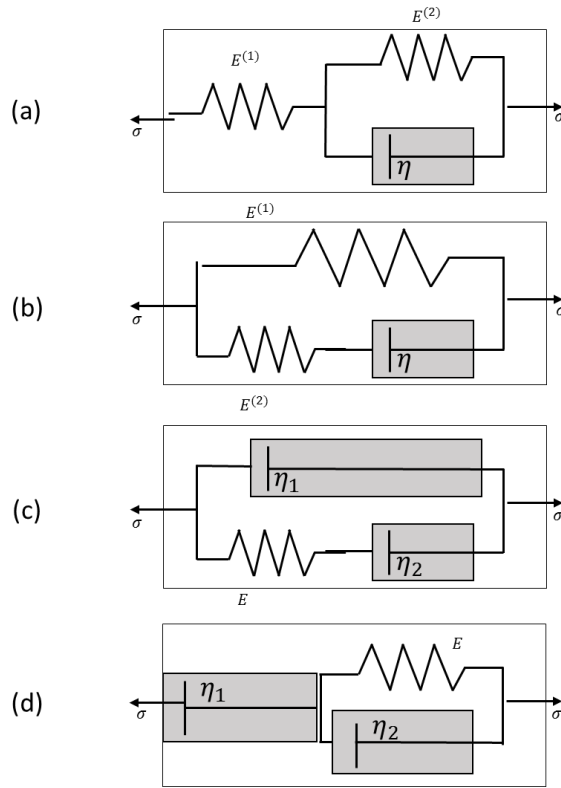 E^{(2)}
E^{(1)}
(a)
σ
σ
η
E^{(1)}
(b)
σ
σ
η
E^{(2)}
η_1
(c)
σ
σ
η_2
E
E
η_1
(d)
σ
σ
η_2